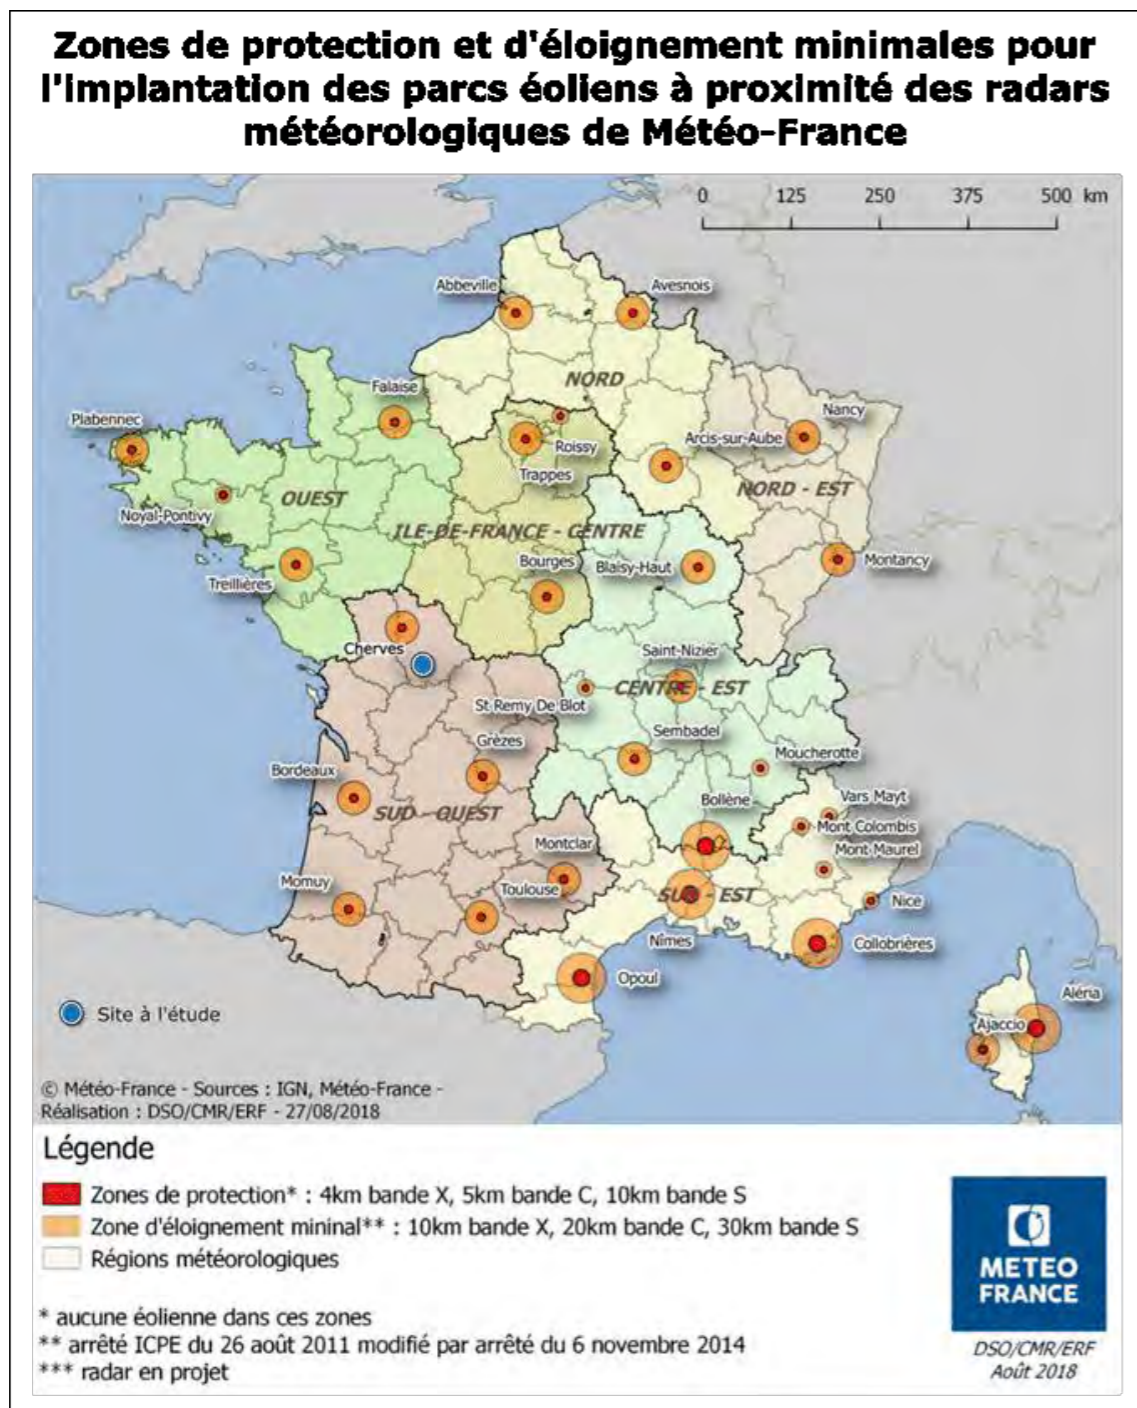 Zones de protection et d'éloignement minimales pour
l'implantation des parcs éoliens à proximité des radars
météorologiques de Météo-France
0 125 250 375 500 km
Abbeville
Avesnois
NORD
Falaise
Nancy
Plabennec
Roissy
Arcis-sur-Aube
Trappes
NORD - EST
OUEST
Noyal-Pontivy
ILE-DE-FRANCE - CENTRE
Bourges
Blaisy-Haut
Montancy
Treillières
Cherves
Saint-Nizier
CENTRE - EST
St Remy De Blot
Sembadel
Grèzes
Moucherotte
Bordeaux
Bollène
Vars Mayt
SUD - OUEST
Mont Colombis
Montclar
Mont Maurel
Momuy
Toulouse
SUD - EST
Nice
Nîmes
Collobrières
Opoul
Aléria
Site à l'étude
Ajaccio
© Météo-France - Sources : IGN, Météo-France -
Réalisation : DSO/CMR/ERF - 27/08/2018
Légende
Zones de protection* : 4km bande X, 5km bande C, 10km bande S
Zone d'éloignement mininal** : 10km bande X, 20km bande C, 30km bande S
Régions météorologiques
* aucune éolienne dans ces zones
** arrêté ICPE du 26 août 2011 modifié par arrêté du 6 novembre 2014
*** radar en projet
METEO
FRANCE
DSO/CMR/ERF
Août 2018